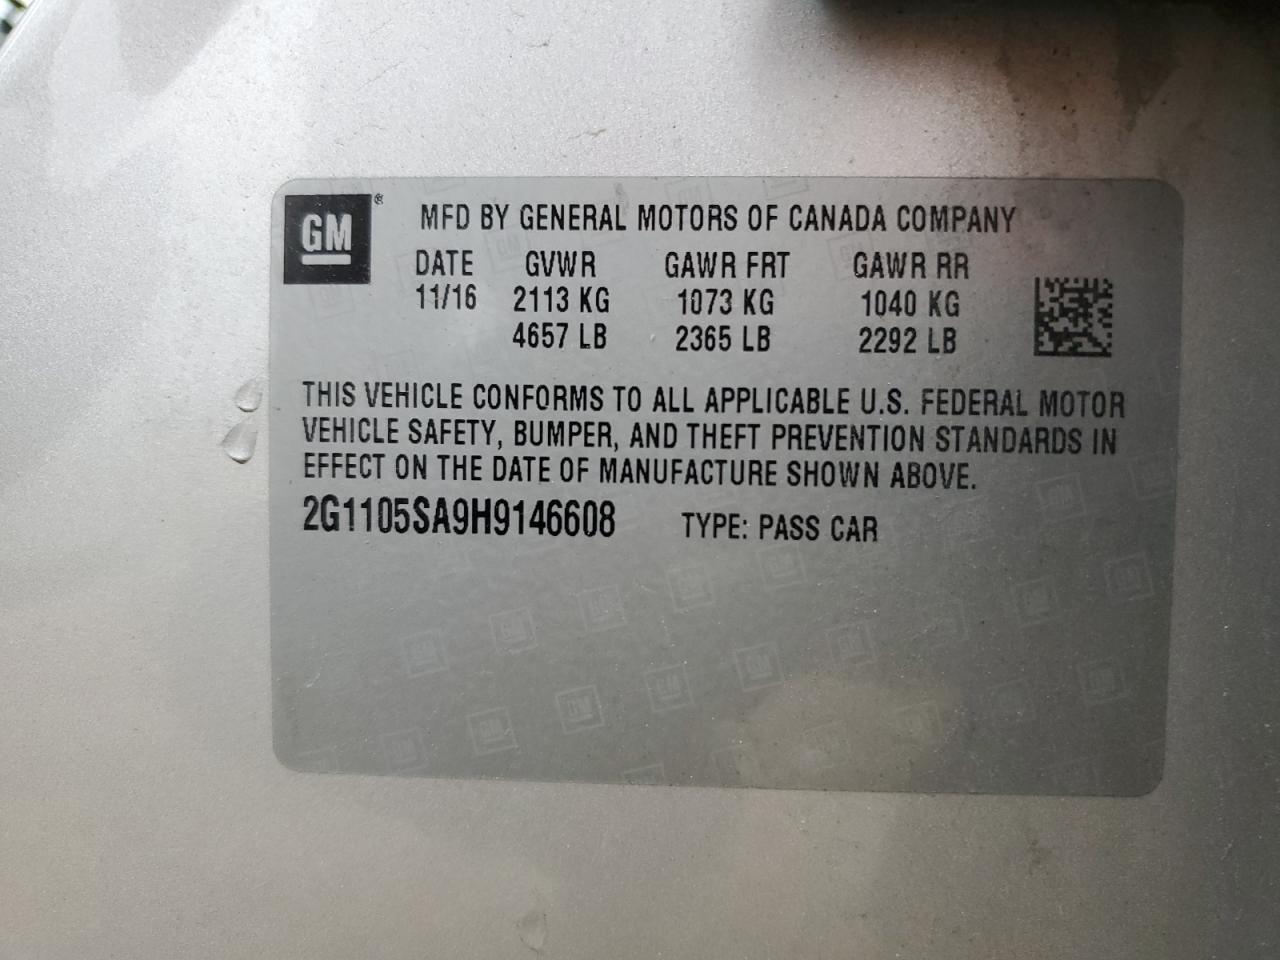 GM®
MFD BY GENERAL MOTORS OF CANADA COMPANY
DATE GVWR GAWR FRT GAWR RR
11/16 2113 KG 1073 KG 1040 KG
4657 LB 2365 LB 2292 LB
THIS VEHICLE CONFORMS TO ALL APPLICABLE U.S. FEDERAL MOTOR
VEHICLE SAFETY, BUMPER, AND THEFT PREVENTION STANDARDS IN
EFFECT ON THE DATE OF MANUFACTURE SHOWN ABOVE.
2G1105SA9H9146608 TYPE: PASS CAR